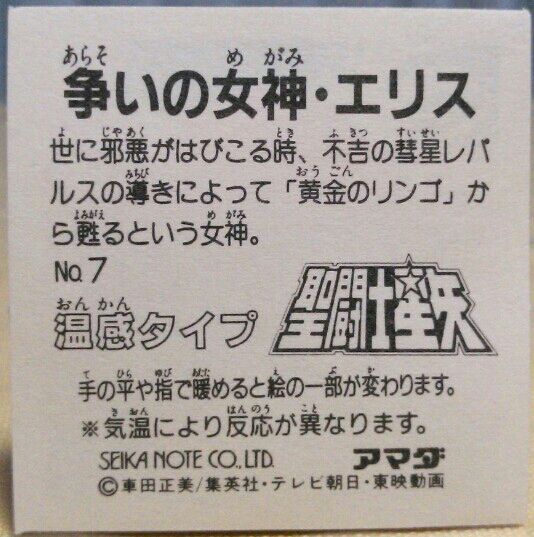 争いの女神・エリス
世に邪悪がはびこる時、不吉の彗星レパ
ルスの導きによって「黄金のリンゴ」か
ら甦るという女神。
No.7
温感タイプ
聖闘士星矢
手の平や指で暖めると絵の一部が変わります。
※気温により反応が異なります。
SEIKA NOTE CO.,LTD. アマダ
©車田正美/集英社・テレビ朝日・東映動画